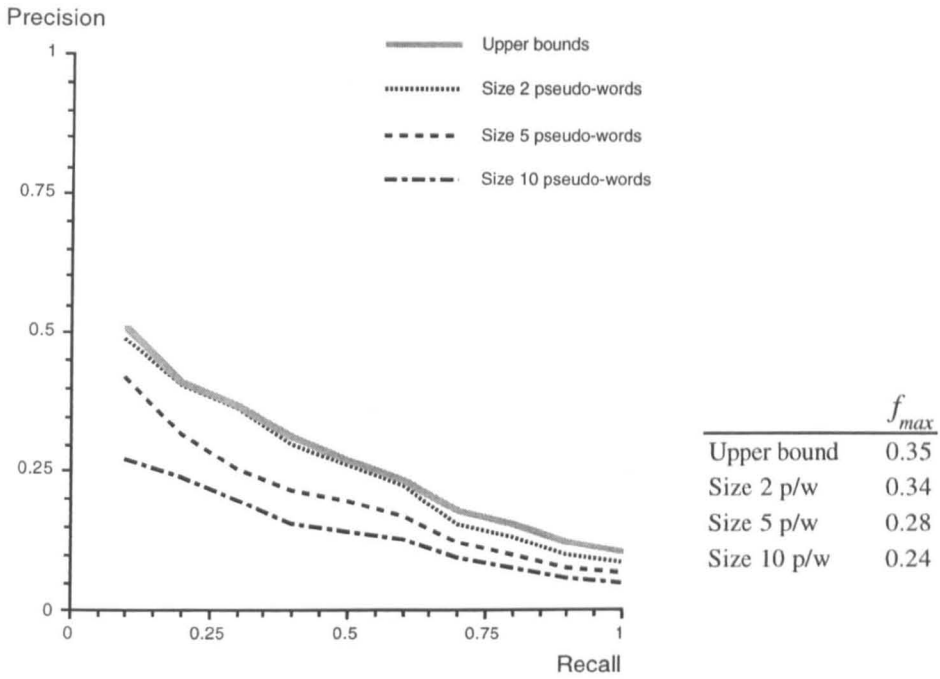 Precision
1
0.75
0.5
0.25
0
0
0.25
0.5
0.75
1
Recall
Upper bounds
Size 2 pseudo-words
Size 5 pseudo-words
Size 10 pseudo-words
f max
Upper bound 0.35
Size 2 p/w 0.34
Size 5 p/w 0.28
Size 10 p/w 0.24